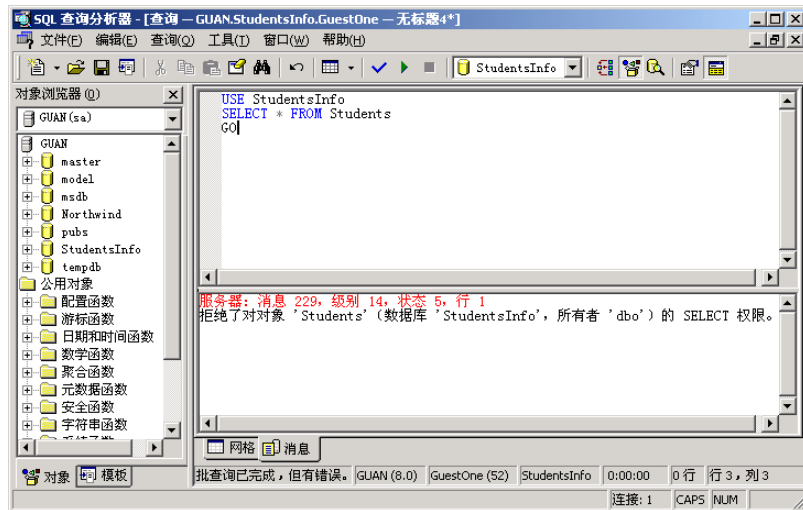 SQL 查询分析器 - [查询 — GUAN.StudentsInfo.GuestOne — 无标题4*]
文件(F) 编辑(E) 查询(Q) 工具(T) 窗口(W) 帮助(H)
StudentsInfo
对象浏览器(O)
GUAN(sa)
GUAN
master
model
msdb
Northwind
pubs
StudentsInfo
tempdb
公用对象
配置函数
游标函数
日期和时间函数
数学函数
聚合函数
元数据函数
安全函数
字符串函数
对象 模板
USE StudentsInfo
SELECT * FROM Students
GO
服务器: 消息 229，级别 14，状态 5，行 1
拒绝了对对象 'Students'（数据库 'StudentsInfo'，所有者 'dbo'）的 SELECT 权限。
网格 消息
批查询已完成，但有错误。 GUAN (8.0) GuestOne (52) StudentsInfo 0:00:00 0 行 行 3，列 3
连接: 1 CAPS NUM